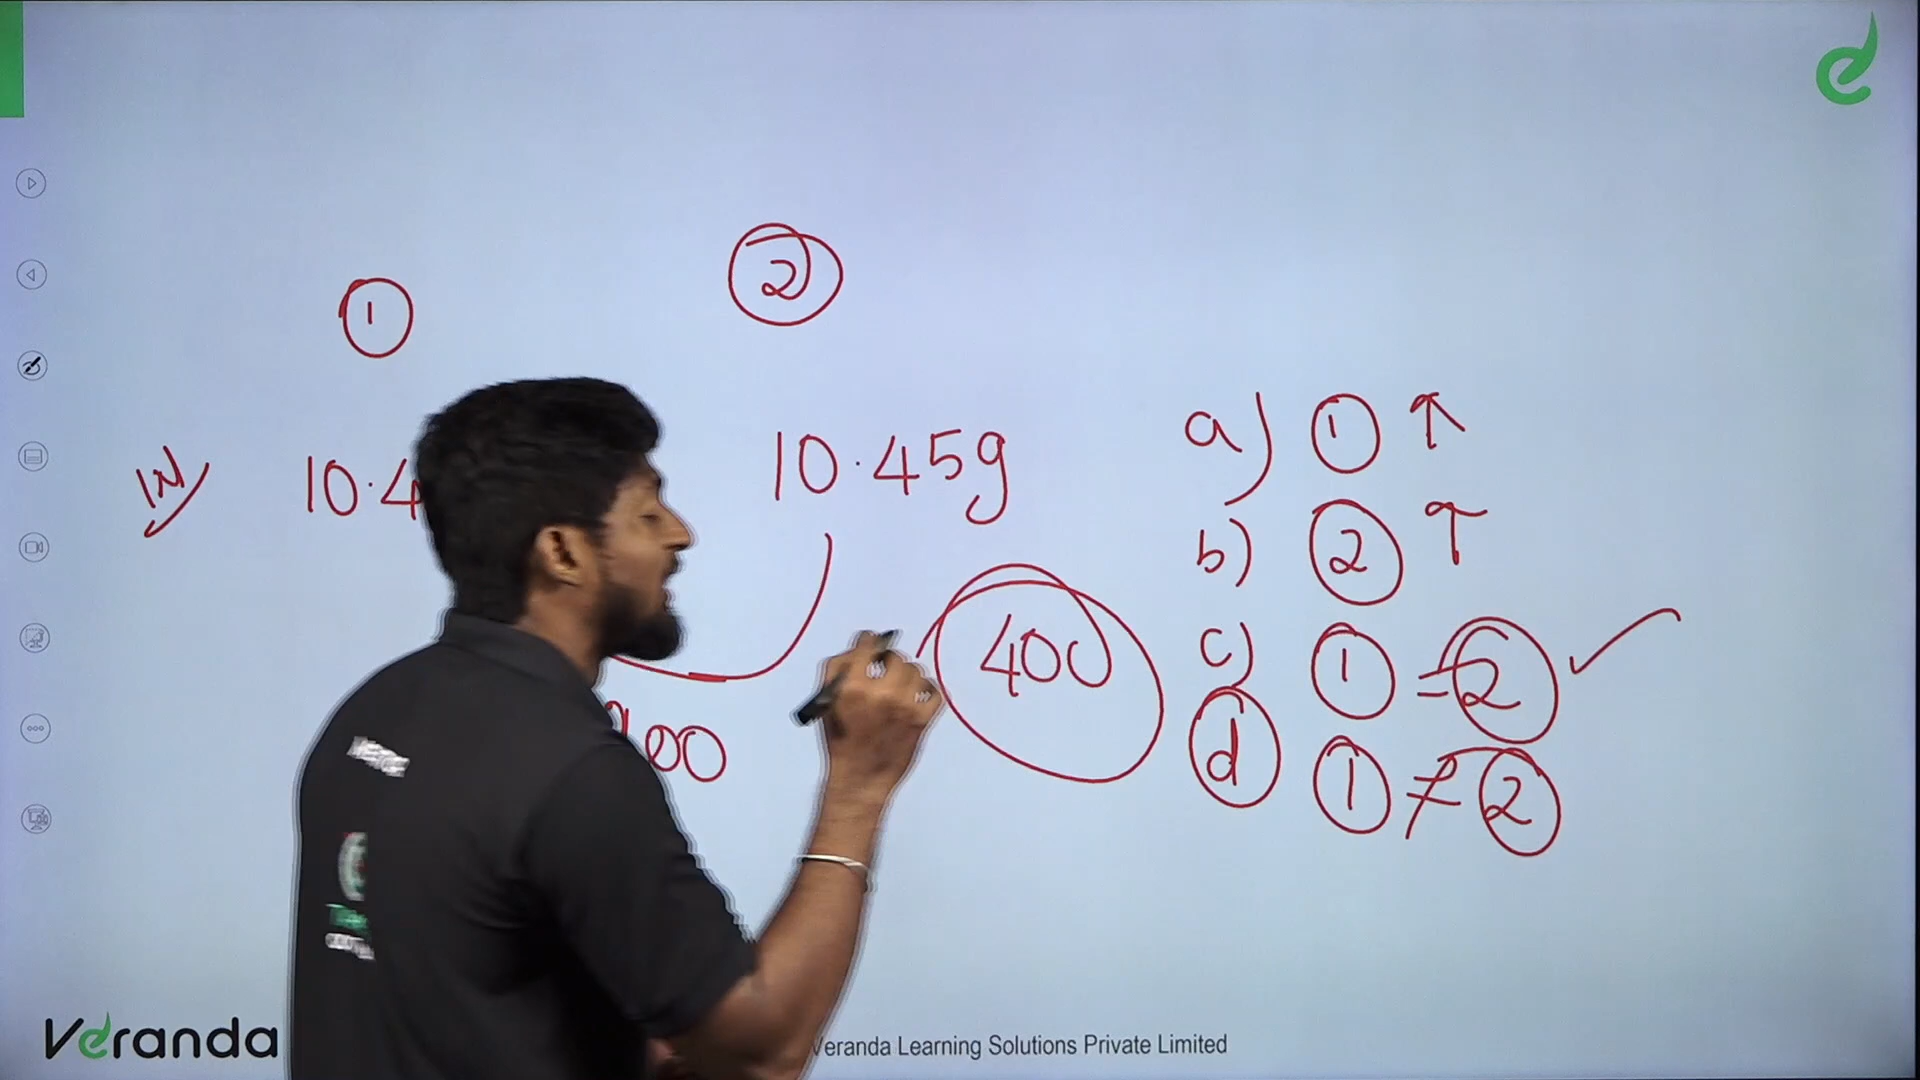 ①
②
IN
10.4
10.45g
a) ① ↑
b) ② ↑
400
c) ① = ② ✓
00
d ① ≠ ②
Veranda
Veranda Learning Solutions Private Limited